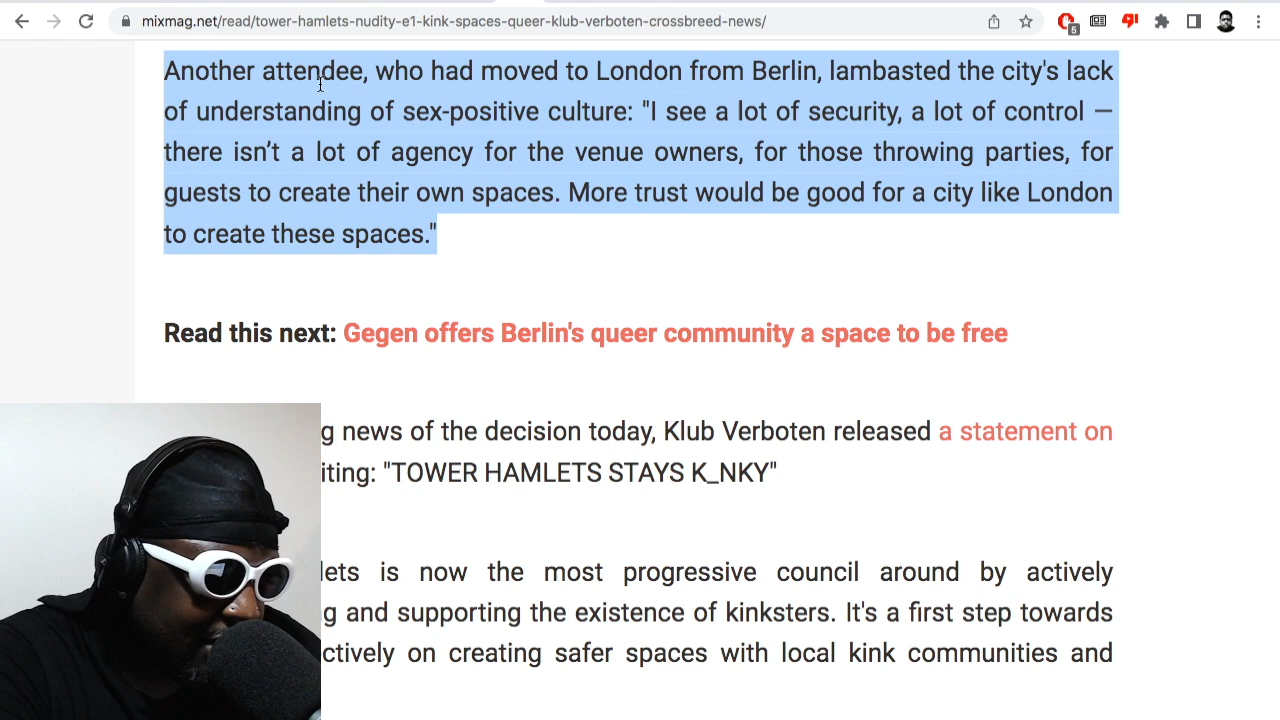 mixmag.net/read/tower-hamlets-nudity-e1-kink-spaces-queer-klub-verboten-crossbreed-news/
5
Another attendee, who had moved to London from Berlin, lambasted the city's lack
of understanding of sex-positive culture: "I see a lot of security, a lot of control —
there isn’t a lot of agency for the venue owners, for those throwing parties, for
guests to create their own spaces. More trust would be good for a city like London
to create these spaces."
Read this next: Gegen offers Berlin's queer community a space to be free
g news of the decision today, Klub Verboten released a statement on
iting: "TOWER HAMLETS STAYS K_NKY"
lets is now the most progressive council around by actively
g and supporting the existence of kinksters. It's a first step towards
ctively on creating safer spaces with local kink communities and